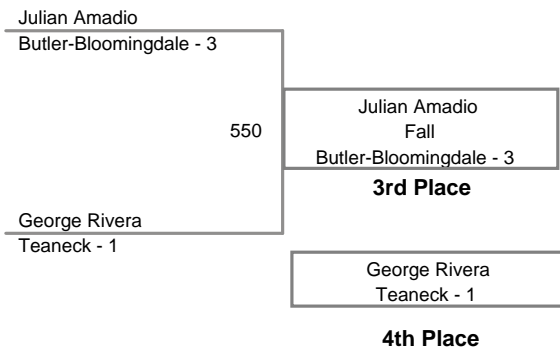 Julian Amadio
Butler-Bloomingdale - 3
550
Julian Amadio
Fall
Butler-Bloomingdale - 3
3rd Place
George Rivera
Teaneck - 1
George Rivera
Teaneck - 1
4th Place